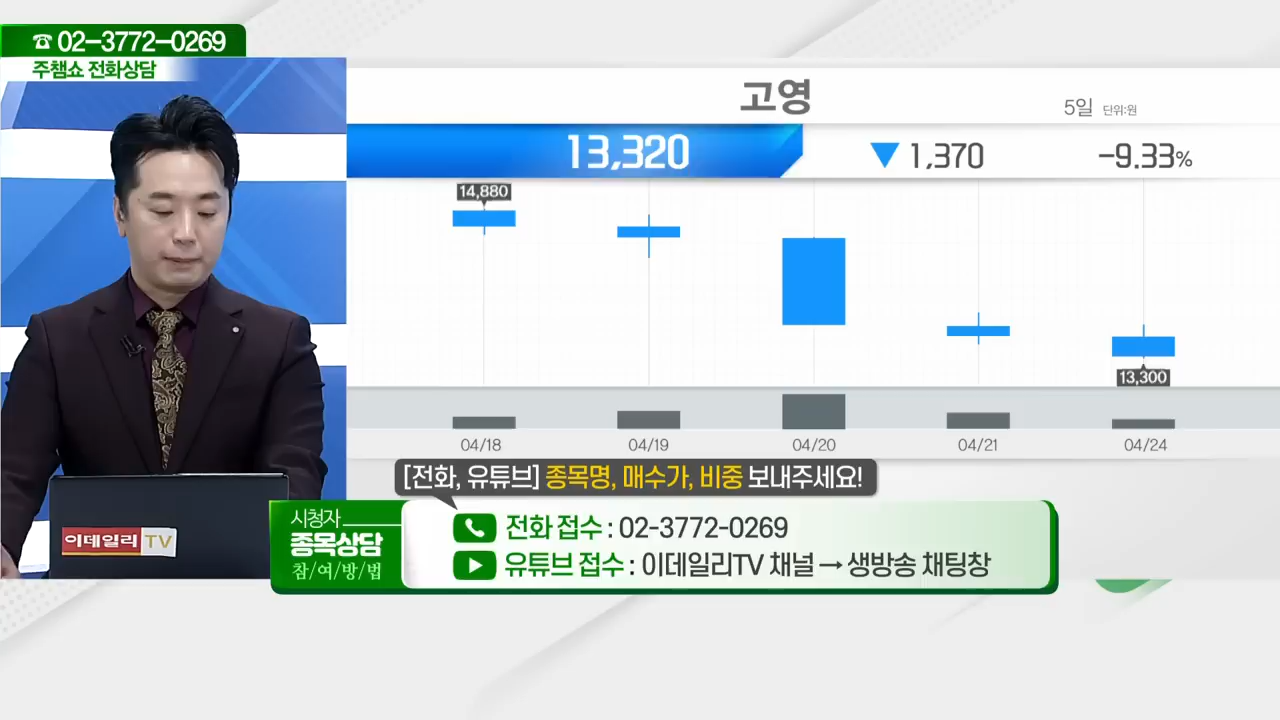 ☎ 02-3772-0269
주챔쇼 전화상담
고영
5일 단위:원
13,320 ▼ 1,370 -9.33%
14,880
13,300
04/18 04/19 04/20 04/21 04/24
[전화, 유튜브] 종목명, 매수가, 비중 보내주세요!
시청자
종목상담
참/여/방/법
전화 접수 : 02-3772-0269
유튜브 접수 : 이데일리TV 채널 → 생방송 채팅창
이데일리 TV